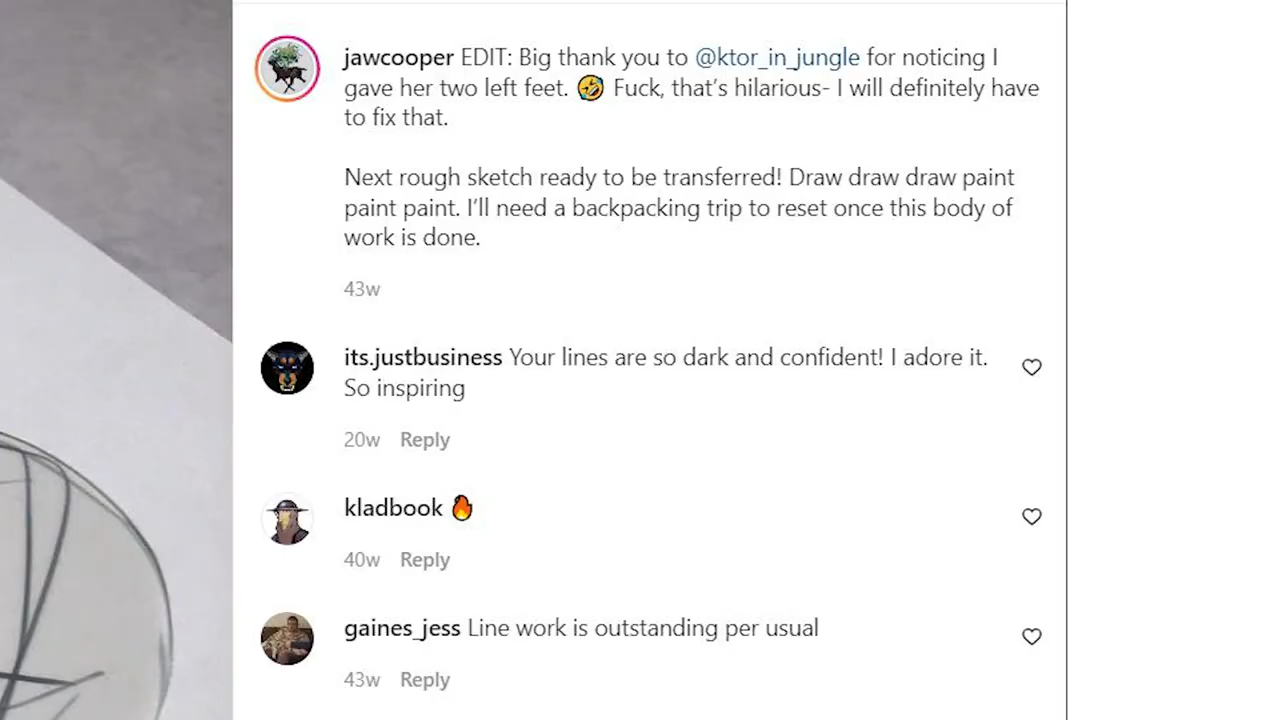 jawcooper EDIT: Big thank you to @ktor_in_jungle for noticing I
gave her two left feet. 🤣 Fuck, that’s hilarious- I will definitely have
to fix that.
Next rough sketch ready to be transferred! Draw draw draw paint
paint paint. I’ll need a backpacking trip to reset once this body of
work is done.
43w
its.justbusiness Your lines are so dark and confident! I adore it.
So inspiring
20w Reply
kladbook 🔥
40w Reply
gaines_jess Line work is outstanding per usual
43w Reply